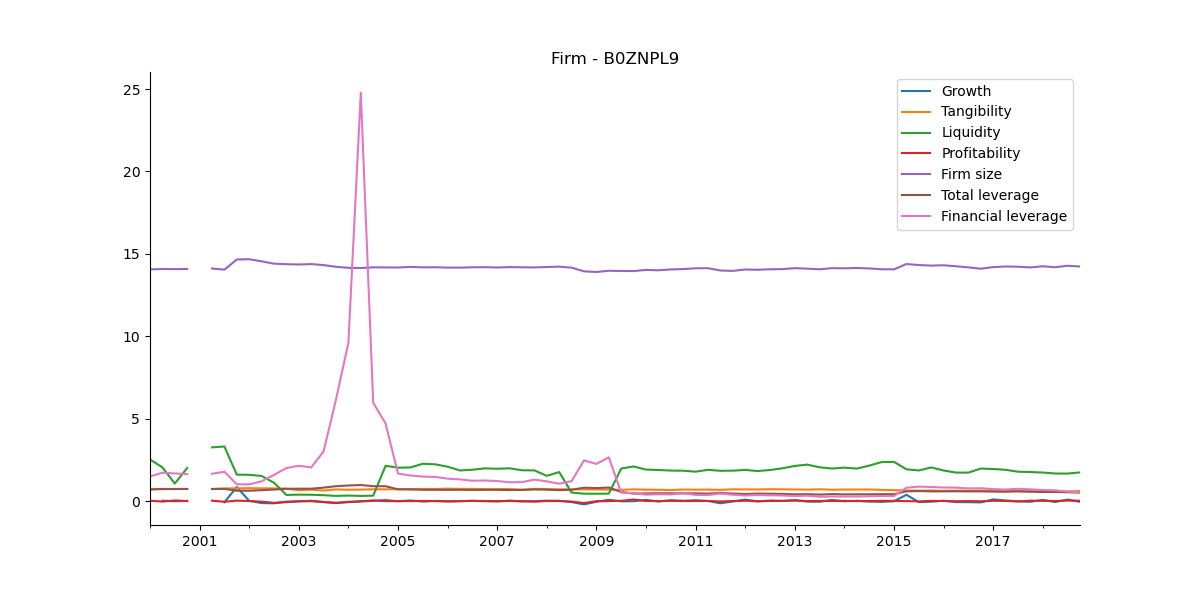 Firm - B0ZNPL9
25
20
15
10
5
0
Growth
Tangibility
Liquidity
Profitability
Firm size
Total leverage
Financial leverage
2001 2003 2005 2007 2009 2011 2013 2015 2017